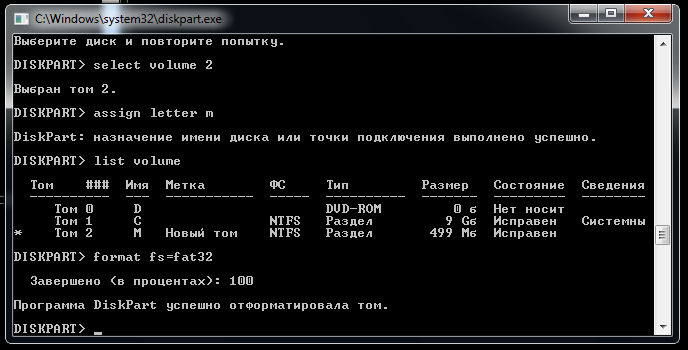 C:\Windows\system32\diskpart.exe
Выберите диск и повторите попытку.
DISKPART> select volume 2
Выбран том 2.
DISKPART> assign letter m
DiskPart: назначение имени диска или точки подключения выполнено успешно.
DISKPART> list volume
Том ### Имя Метка ФС Тип Размер Состояние Сведения
---------- --- ----------- ----- ---------- ------- --------- --------
Том 0 D DVD-ROM 0 б Нет носит
Том 1 C NTFS Раздел 9 Gб Исправен Системны
* Том 2 M Новый том NTFS Раздел 499 Mб Исправен
DISKPART> format fs=fat32
Завершено (в процентах): 100
Программа DiskPart успешно отформатировала том.
DISKPART> _